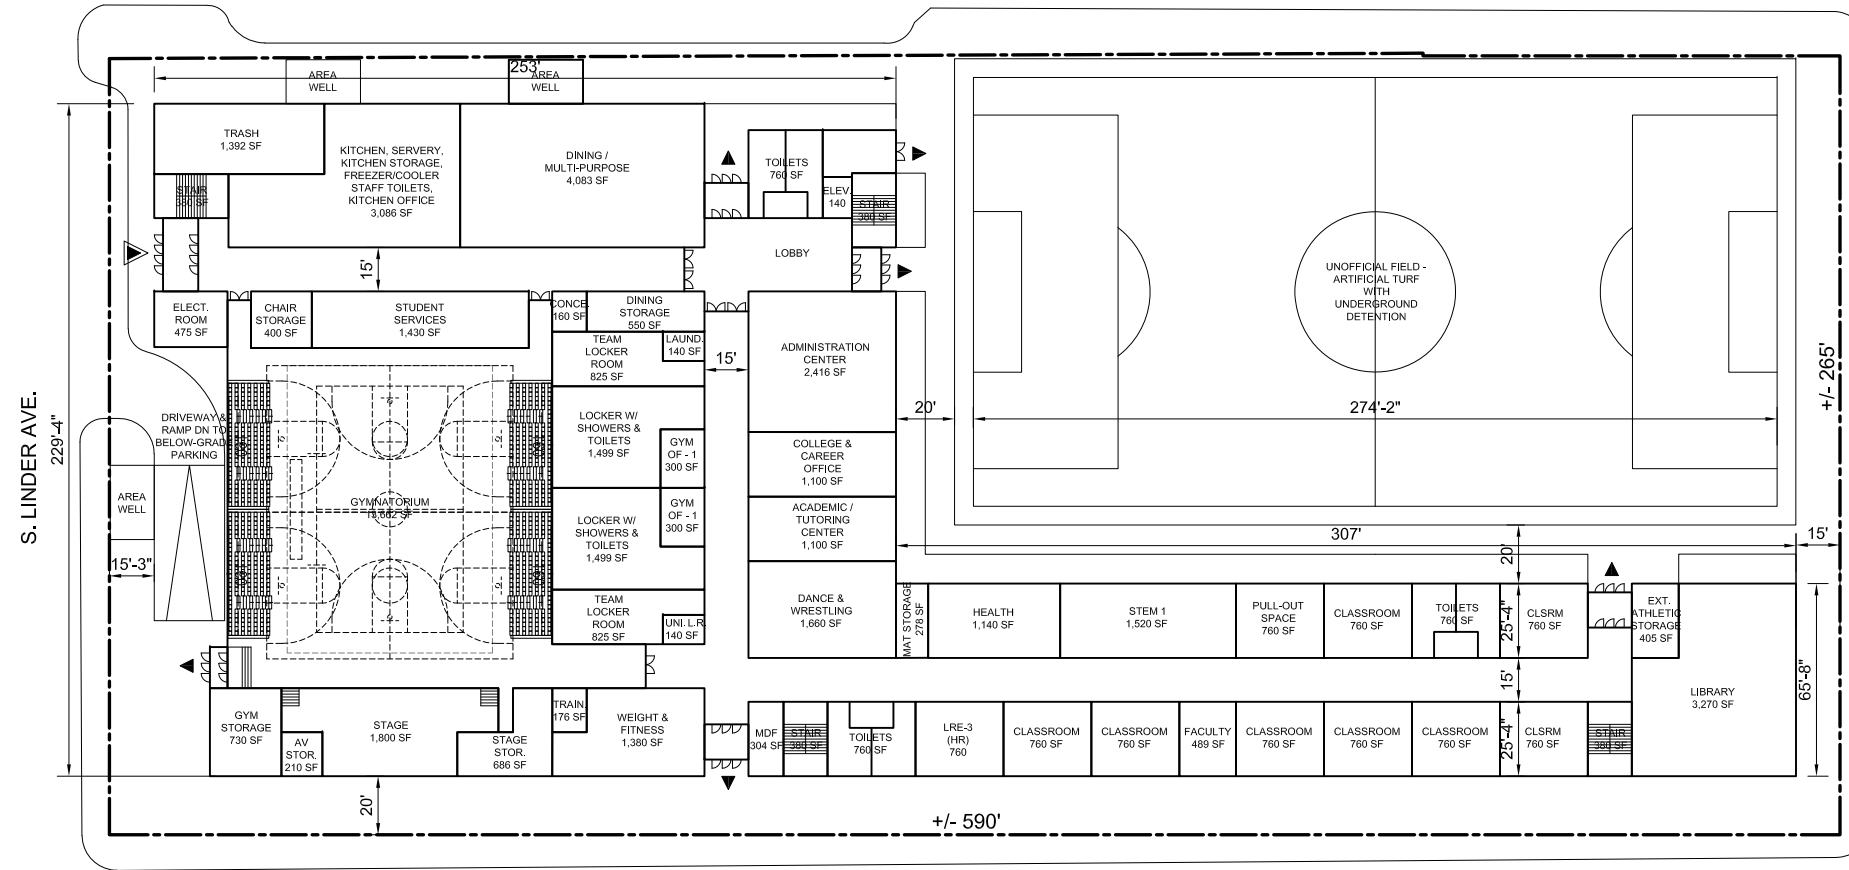 253'
AREA
WELL
AREA
WELL
TRASH
1,392 SF
KITCHEN, SERVERY,
KITCHEN STORAGE,
FREEZER/COOLER
STAFF TOILETS,
KITCHEN OFFICE
3,086 SF
DINING /
MULTI-PURPOSE
4,083 SF
TOILETS
760 SF
ELEV.
140
STAIR
380 SF
STAIR
LOBBY
15'
ELECT.
ROOM
475 SF
CHAIR
STORAGE
400 SF
STUDENT
SERVICES
1,430 SF
CONCE.
160 SF
DINING
STORAGE
550 SF
TEAM
LOCKER
ROOM
825 SF
LAUND.
140 SF
15'
ADMINISTRATION
CENTER
2,416 SF
20'
UNOFFICIAL FIELD -
ARTIFICIAL TURF
WITH
UNDERGROUND
DETENTION
274'-2"
+/- 265'
S. LINDER AVE.
229'-4"
DRIVEWAY &
RAMP DN TO
BELOW-GRADE
PARKING
AREA
WELL
15'-3"
GYMNATORIUM
13,662 SF
LOCKER W/
SHOWERS &
TOILETS
1,499 SF
GYM
OF - 1
300 SF
LOCKER W/
SHOWERS &
TOILETS
1,499 SF
GYM
OF - 1
300 SF
TEAM
LOCKER
ROOM
825 SF
UNI. L.R.
140 SF
COLLEGE &
CAREER
OFFICE
1,100 SF
ACADEMIC /
TUTORING
CENTER
1,100 SF
DANCE &
WRESTLING
1,660 SF
307'
20'
15'
MAT STORAGE
278 SF
HEALTH
1,140 SF
STEM 1
1,520 SF
PULL-OUT
SPACE
760 SF
CLASSROOM
760 SF
TOILETS
760 SF
25'-4"
CLSRM
760 SF
EXT.
ATHLETIC
STORAGE
405 SF
LIBRARY
3,270 SF
65'-8"
15'
GYM
STORAGE
730 SF
AV
STOR.
210 SF
STAGE
1,800 SF
STAGE
STOR.
686 SF
TRAIN.
176 SF
WEIGHT &
FITNESS
1,380 SF
MDF
304 SF
STAIR
380 SF
TOILETS
760 SF
LRE-3
(HR)
760
CLASSROOM
760 SF
CLASSROOM
760 SF
FACULTY
489 SF
CLASSROOM
760 SF
CLASSROOM
760 SF
CLASSROOM
760 SF
25'-4"
CLSRM
760 SF
STAIR
380 SF
20'
+/- 590'